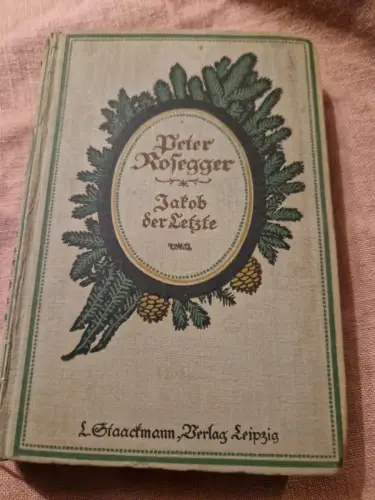 Peter
Rosegger
Jakob
der Letzte
L. Staackmann, Verlag Leipzig